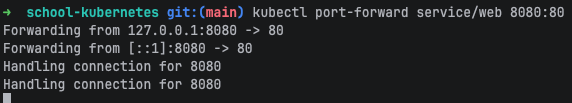 ➜  school-kubernetes git:(main) kubectl port-forward service/web 8080:80
Forwarding from 127.0.0.1:8080 -> 80
Forwarding from [::1]:8080 -> 80
Handling connection for 8080
Handling connection for 8080